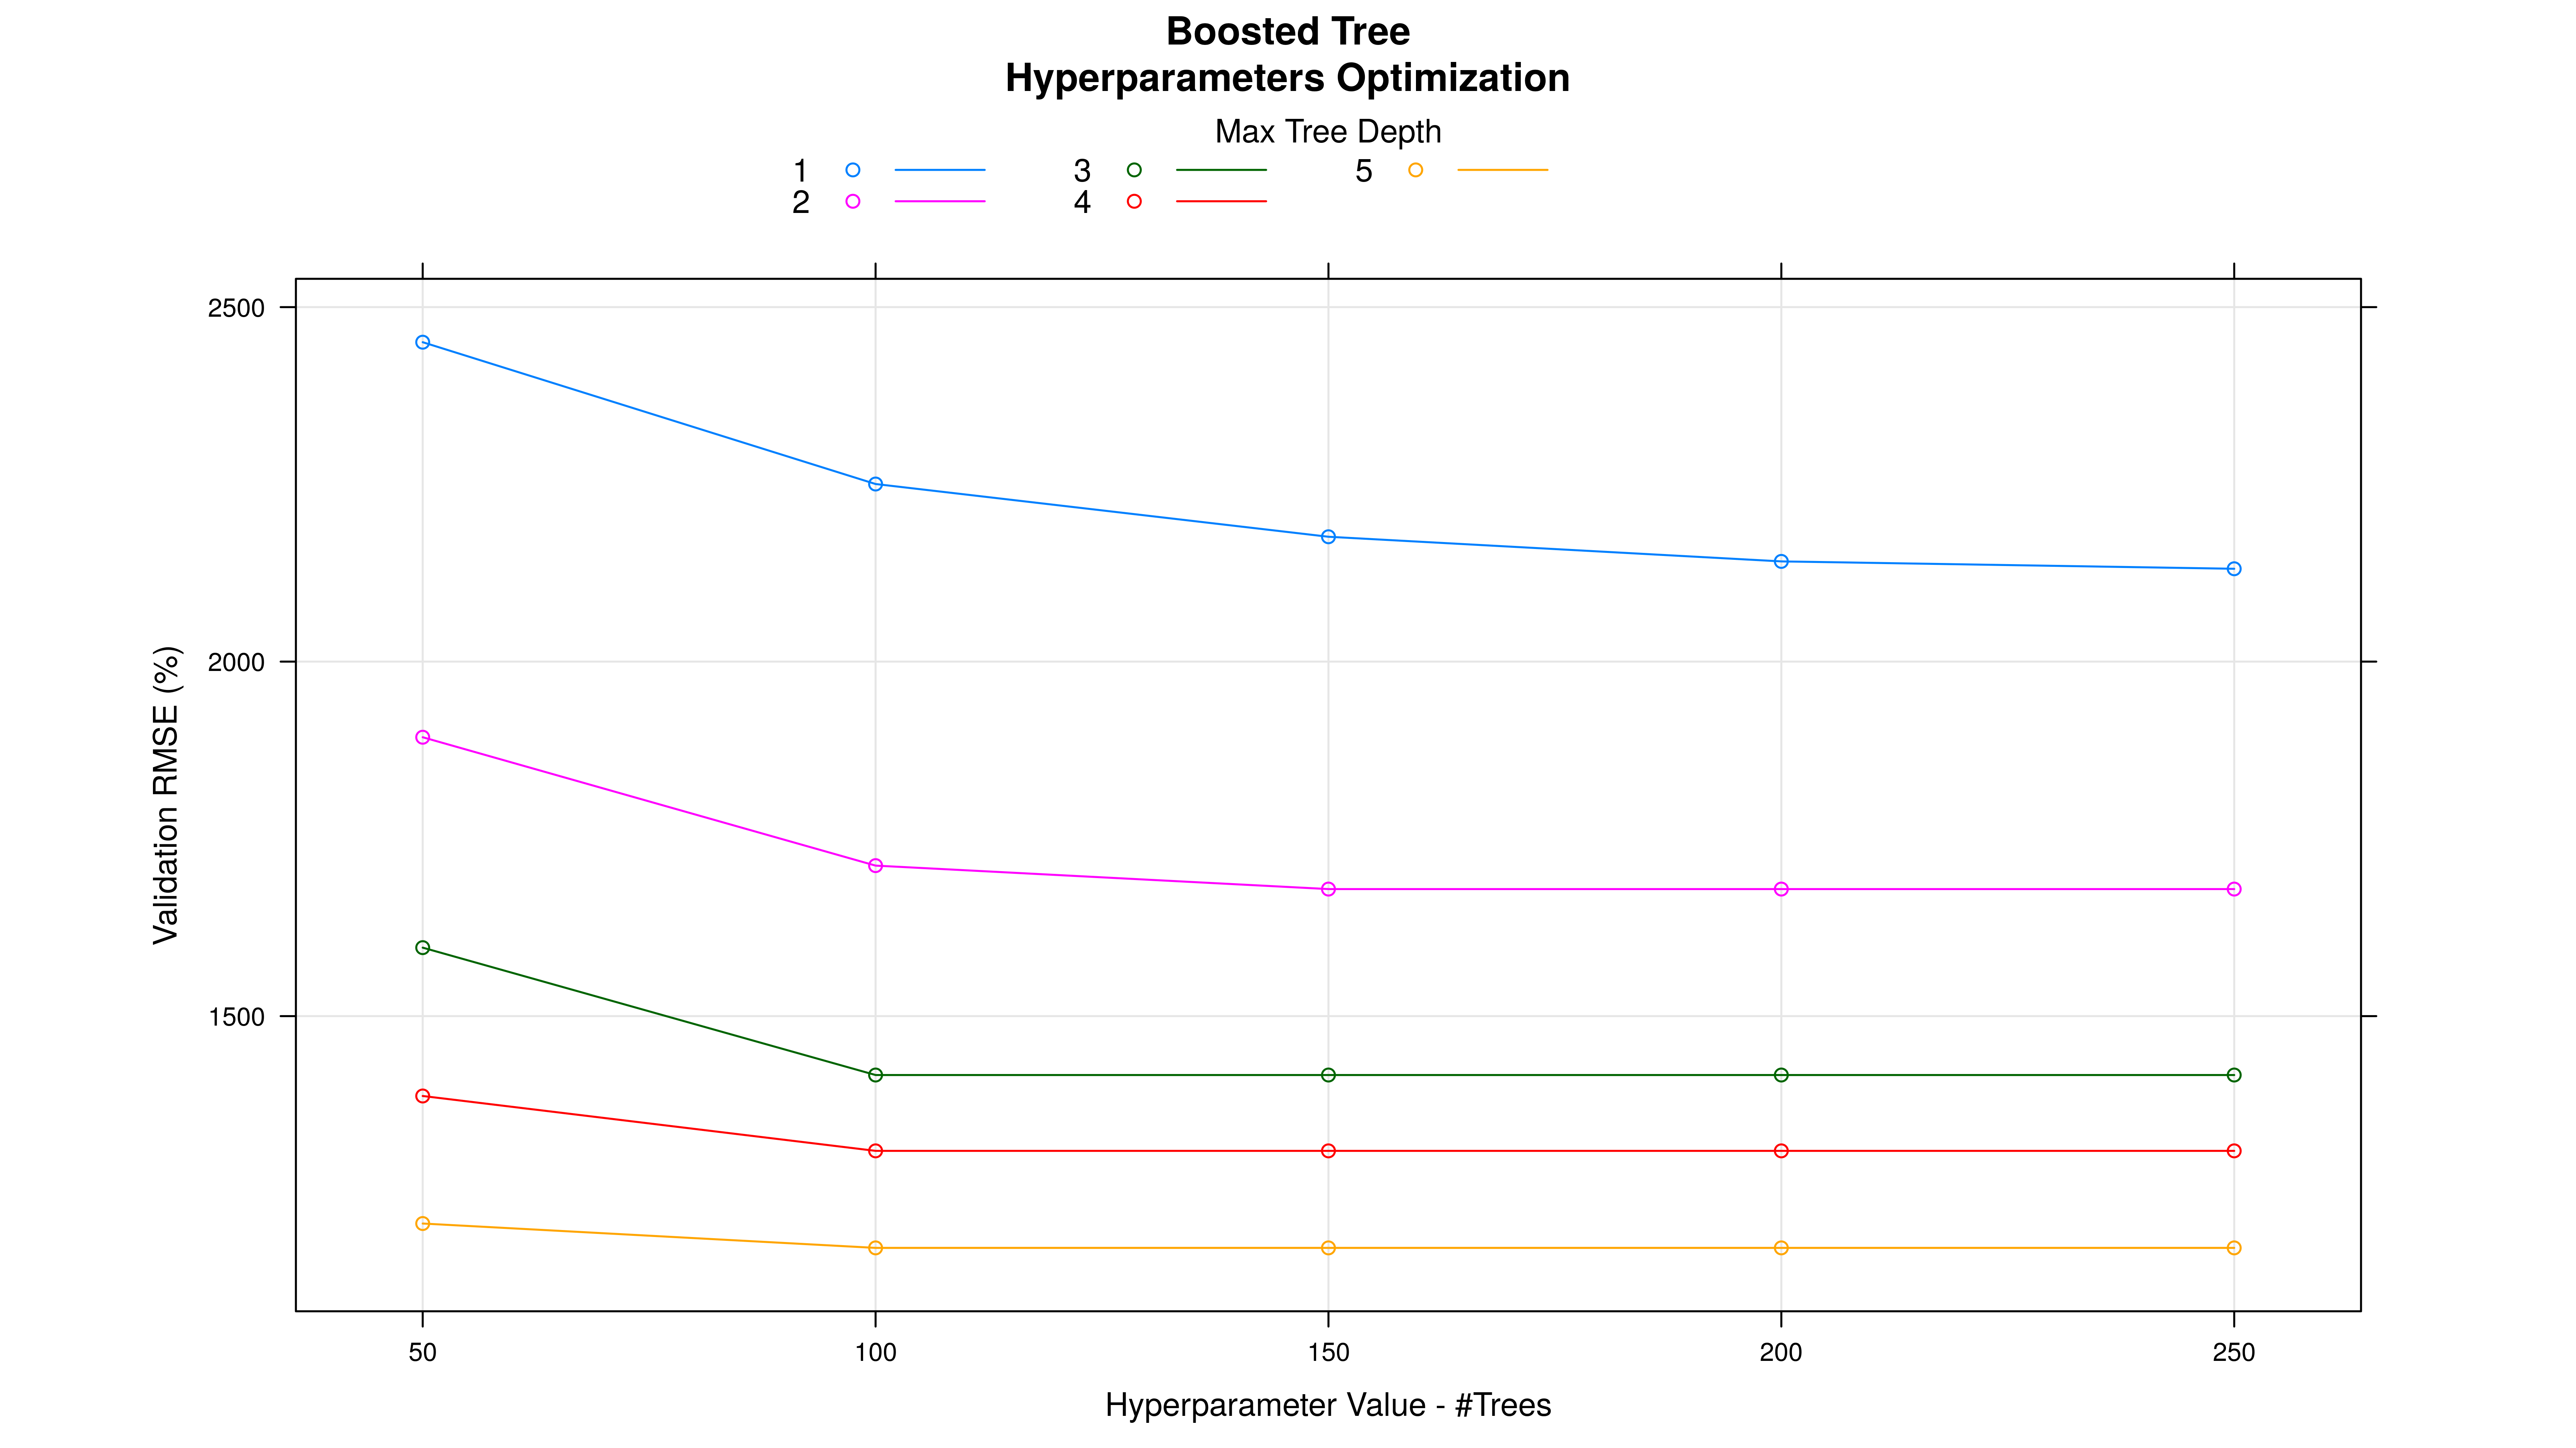 Boosted Tree
Hyperparameters Optimization
Max Tree Depth
1 3 5
2 4
2500
2000
1500
Validation RMSE (%)
50 100 150 200 250
Hyperparameter Value - #Trees